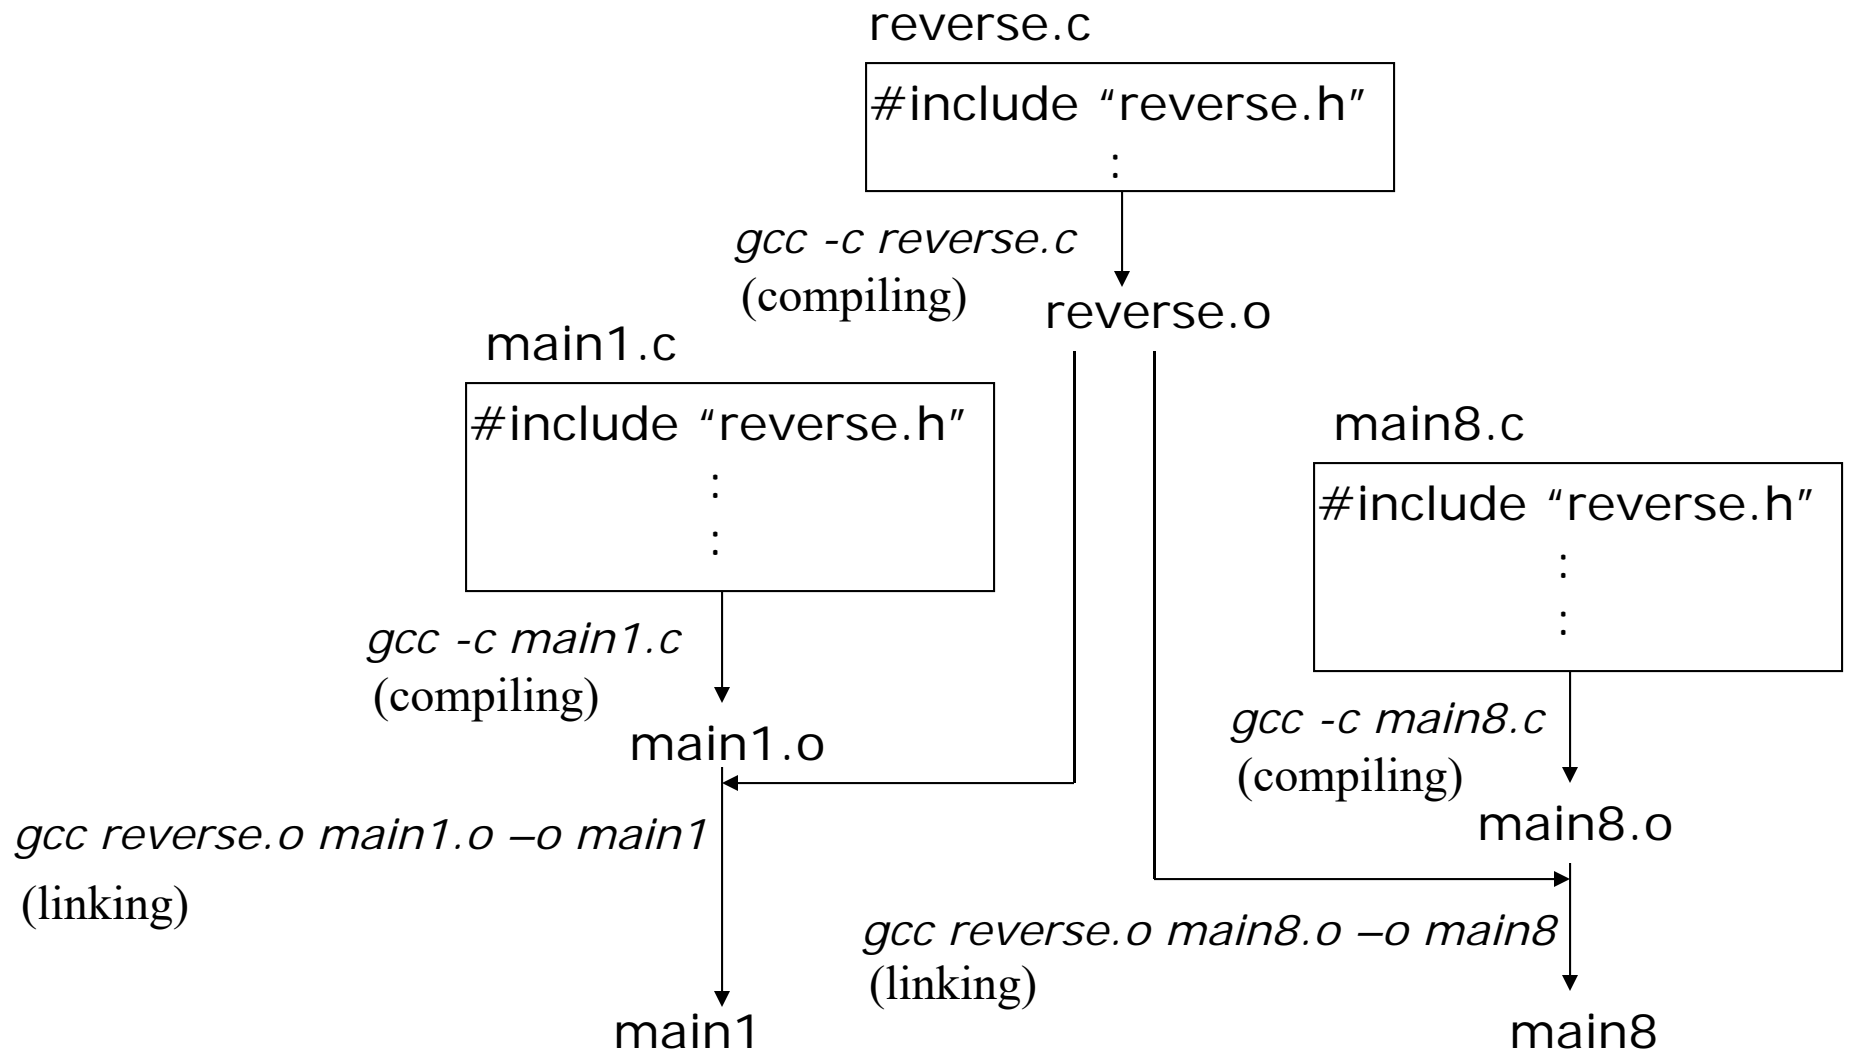 reverse.c
#include “reverse.h”
:
gcc -c reverse.c
(compiling)
reverse.o
main1.c
#include “reverse.h”
:
:
gcc -c main1.c
(compiling)
main1.o
gcc reverse.o main1.o –o main1
(linking)
main1
main8.c
#include “reverse.h”
:
:
gcc -c main8.c
(compiling)
main8.o
gcc reverse.o main8.o –o main8
(linking)
main8